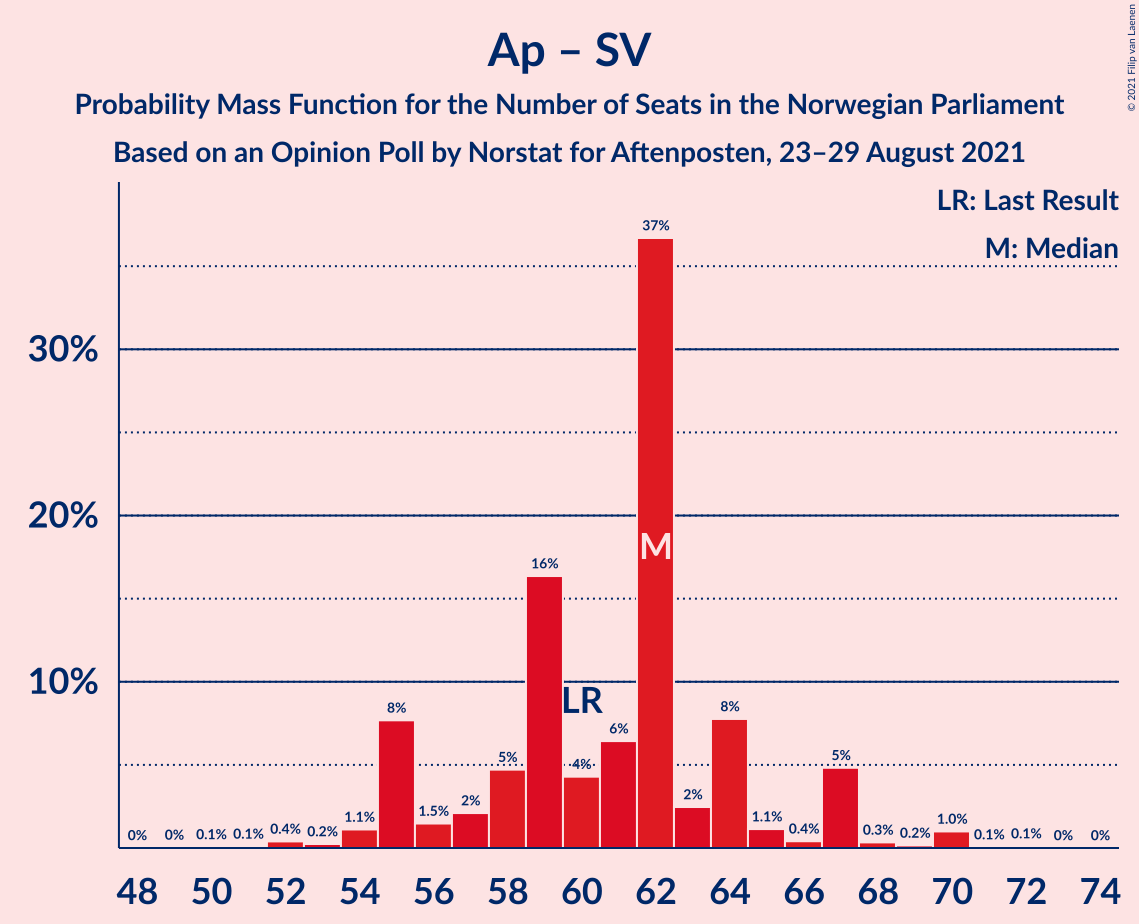 Ap – SV
Probability Mass Function for the Number of Seats in the Norwegian Parliament
Based on an Opinion Poll by Norstat for Aftenposten, 23–29 August 2021
© 2021 Filip van Laenen
LR: Last Result
M: Median
30%
20%
10%
0% 0% 0.1% 0.1% 0.4% 0.2% 1.1% 8% 1.5% 2% 5% 16% 4% 6% 37% 2% 8% 1.1% 0.4% 5% 0.3% 0.2% 1.0% 0.1% 0.1% 0% 0%
LR
M
48 50 52 54 56 58 60 62 64 66 68 70 72 74